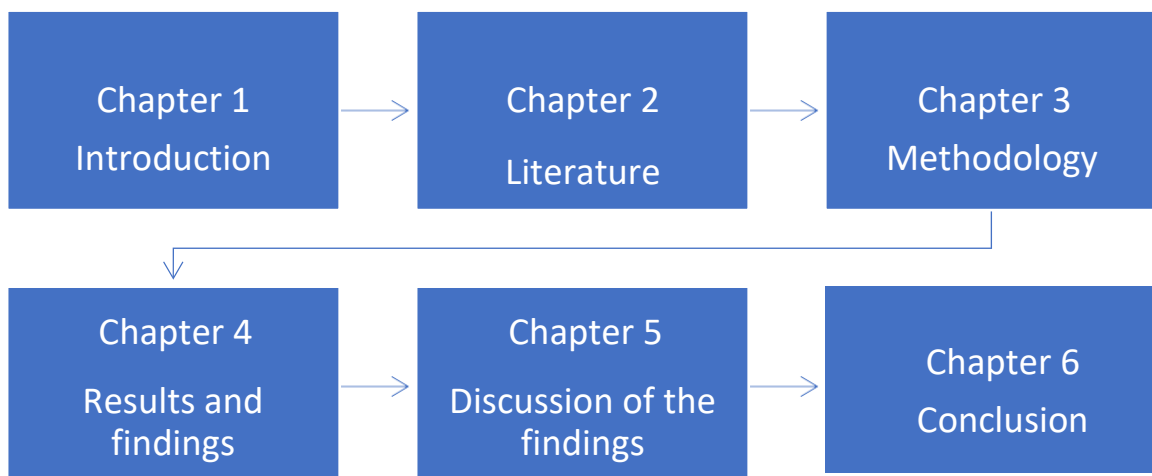 Chapter 1
Introduction
Chapter 2
Literature
Chapter 3
Methodology
Chapter 4
Results and
findings
Chapter 5
Discussion of the
findings
Chapter 6
Conclusion